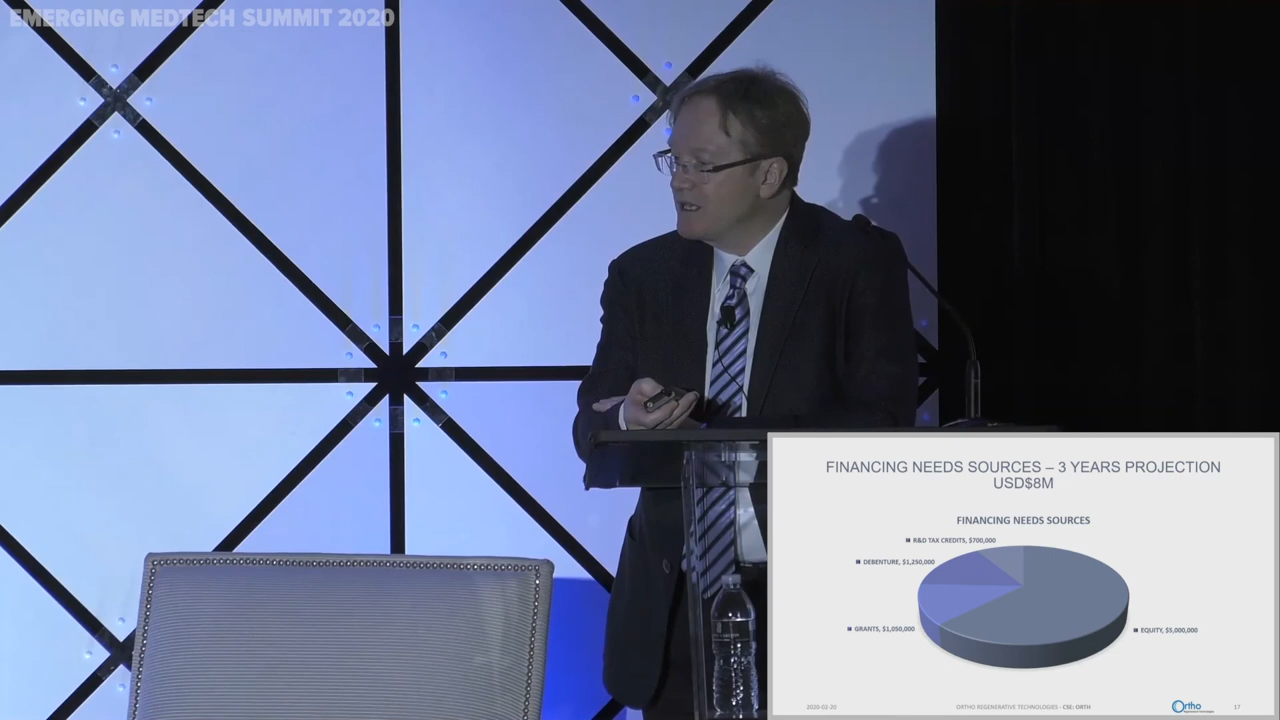 EMERGING MEDTECH SUMMIT 2020
FINANCING NEEDS SOURCES – 3 YEARS PROJECTION
USD$8M
FINANCING NEEDS SOURCES
R&D TAX CREDITS, $700,000
DEBENTURE, $1,250,000
GRANTS, $1,050,000
EQUITY, $5,000,000
2020-02-20
ORTHO REGENERATIVE TECHNOLOGIES - CSE: ORTH
Ortho
17